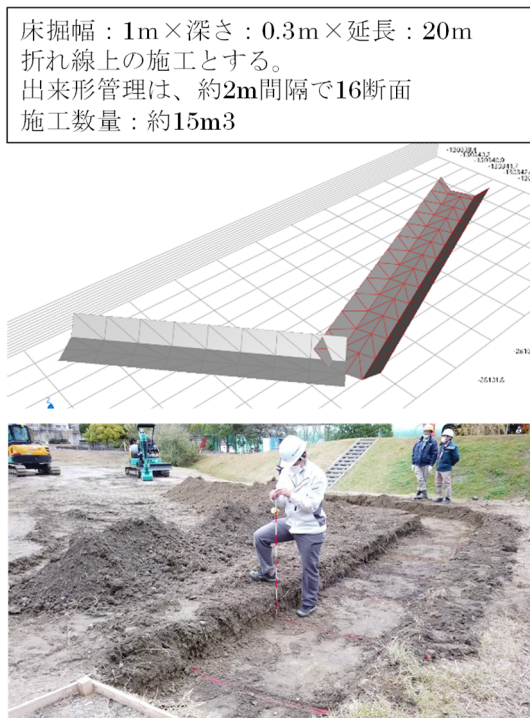 床掘幅：1m×深さ：0.3m×延長：20m
折れ線上の施工とする。
出来形管理は、約2m間隔で16断面
施工数量：約15m3